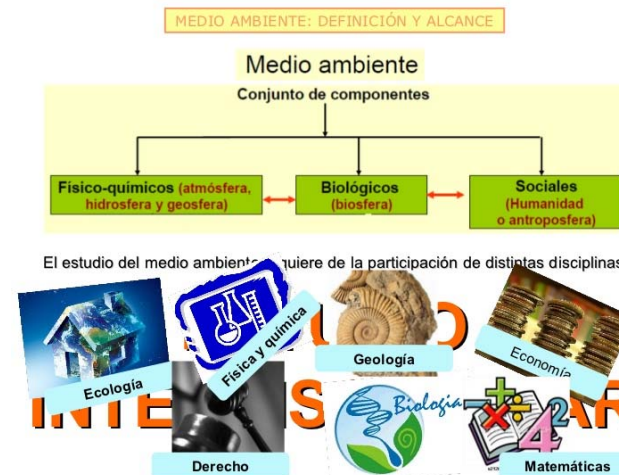 MEDIO AMBIENTE: DEFINICIÓN Y ALCANCE
Medio ambiente
Conjunto de componentes
Físico-químicos (atmósfera,
hidrosfera y geosfera)
Biológicos
(biosfera)
Sociales
(Humanidad
o antroposfera)
El estudio del medio ambiente quiere de la participación de distintas disciplinas
Ecología
Física y química
Geología
Economía
Derecho
Biología
Matemáticas